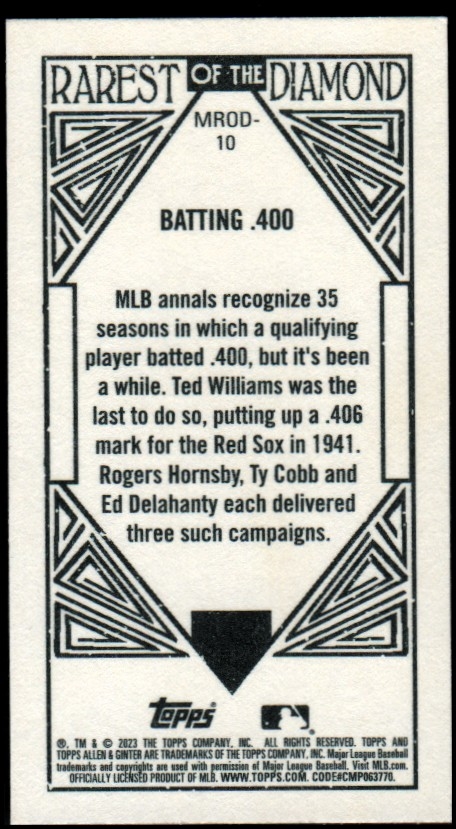 RAREST OF THE DIAMOND
MROD-
10
BATTING .400
MLB annals recognize 35
seasons in which a qualifying
player batted .400, but it's been
a while. Ted Williams was the
last to do so, putting up a .406
mark for the Red Sox in 1941.
Rogers Hornsby, Ty Cobb and
Ed Delahanty each delivered
three such campaigns.
Topps
®, TM & © 2023 THE TOPPS COMPANY, INC. ALL RIGHTS RESERVED. TOPPS AND
TOPPS ALLEN & GINTER ARE TRADEMARKS OF THE TOPPS COMPANY, INC. Major League Baseball
trademarks and copyrights are used with permission of Major League Baseball. Visit MLB.com.
OFFICIALLY LICENSED PRODUCT OF MLB. WWW.TOPPS.COM. CODE#CMP063770.